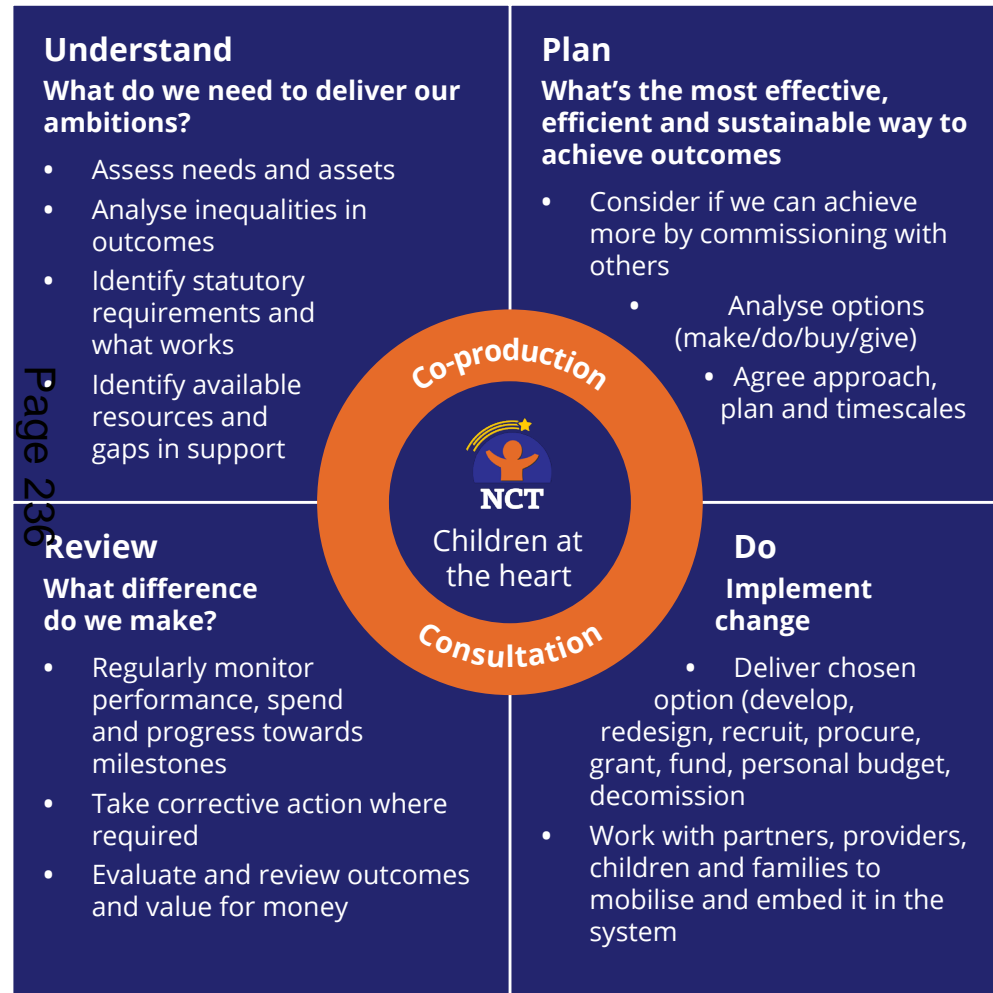 Understand
What do we need to deliver our
ambitions?
• Assess needs and assets
• Analyse inequalities in
outcomes
• Identify statutory
requirements and
what works
• Identify available
resources and
gaps in support
Plan
What’s the most effective,
efficient and sustainable way to
achieve outcomes
• Consider if we can achieve
more by commissioning with
others
• Analyse options
(make/do/buy/give)
• Agree approach,
plan and timescales
Co-production
NCT
Children at
the heart
Consultation
Page 236
Review
What difference
do we make?
• Regularly monitor
performance, spend
and progress towards
milestones
• Take corrective action where
required
• Evaluate and review outcomes
and value for money
Do
Implement
change
• Deliver chosen
option (develop,
redesign, recruit, procure,
grant, fund, personal budget,
decomission
• Work with partners, providers,
children and families to
mobilise and embed it in the
system